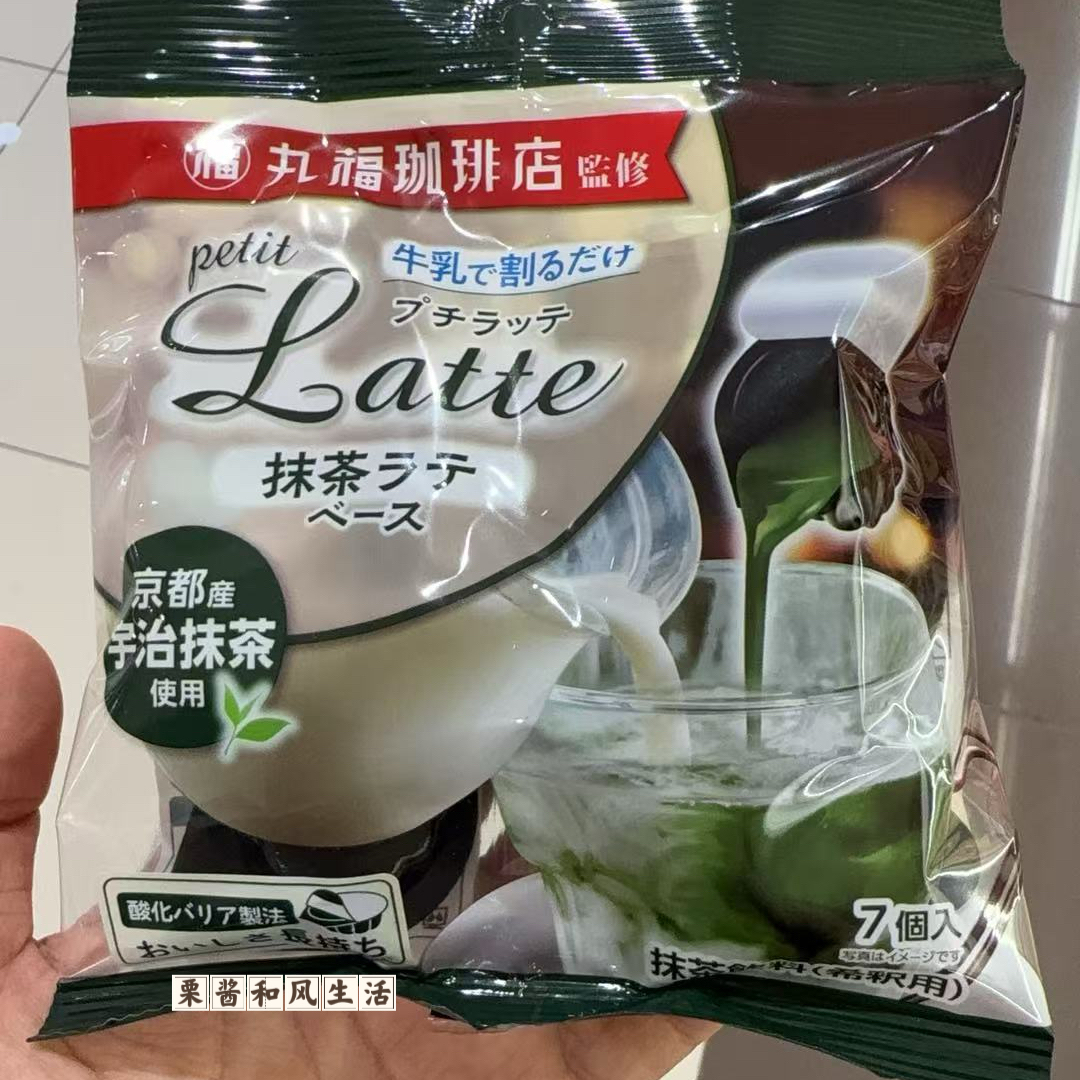 福 丸福珈琲店 監修
petit
牛乳で割るだけ
プチラッテ
Latte
抹茶ラテ
ベース
京都産
宇治抹茶
使用
酸化バリア製法
おいしさ長持ち
7個入
写真はイメージです
抹茶飲料(希釈用)
栗酱和风生活